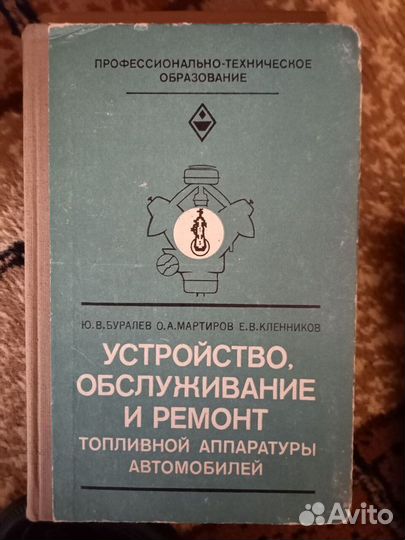 ПРОФЕССИОНАЛЬНО-ТЕХНИЧЕСКОЕ
ОБРАЗОВАНИЕ
Ю.В.БУРАЛЕВ О.А.МАРТИРОВ Е.В.КЛЕННИКОВ
УСТРОЙСТВО,
ОБСЛУЖИВАНИЕ
И РЕМОНТ
ТОПЛИВНОЙ АППАРАТУРЫ
АВТОМОБИЛЕЙ
Avito